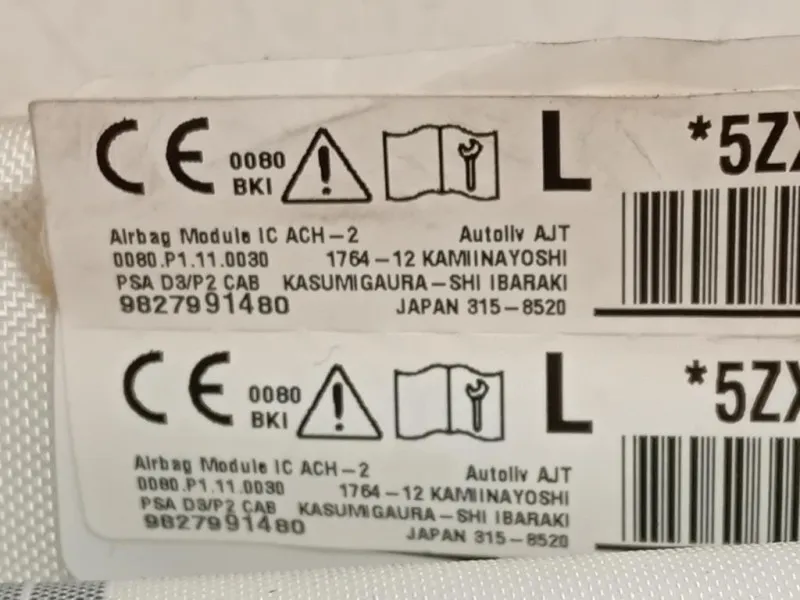 CE 0080 BKI L *5ZX
Airbag Module IC ACH-2 Autoliv AJT
0080.P1.11.0030 1764-12 KAMIINAYOSHI
PSA D3/P2 CAB KASUMIGAURA-SHI IBARAKI
9827991480 JAPAN 315-8520
CE 0080 BKI L *5ZX
Airbag Module IC ACH-2 Autoliv AJT
0080.P1.11.0030 1764-12 KAMIINAYOSHI
PSA D3/P2 CAB KASUMIGAURA-SHI IBARAKI
9827991480 JAPAN 315-8520